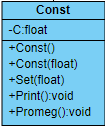 Const
-C:float
+Const()
+Const(float)
+Set(float)
+Print():void
+Promeg():void